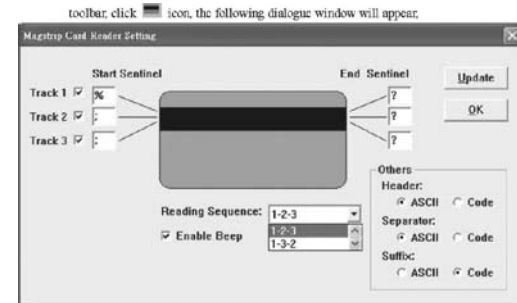 toolbar, click icon, the following dialogue window will appear,
Magstrip Card Reader Setting
Start Sentinel End Sentinel
Track 1 % ? Update
Track 2 ; ? OK
Track 3 ; ?
Others
Header:
ASCII Code
Reading Sequence: 1-2-3
Separator:
1-2-3
ASCII Code
Enable Beep 1-3-2
Suffix:
ASCII Code